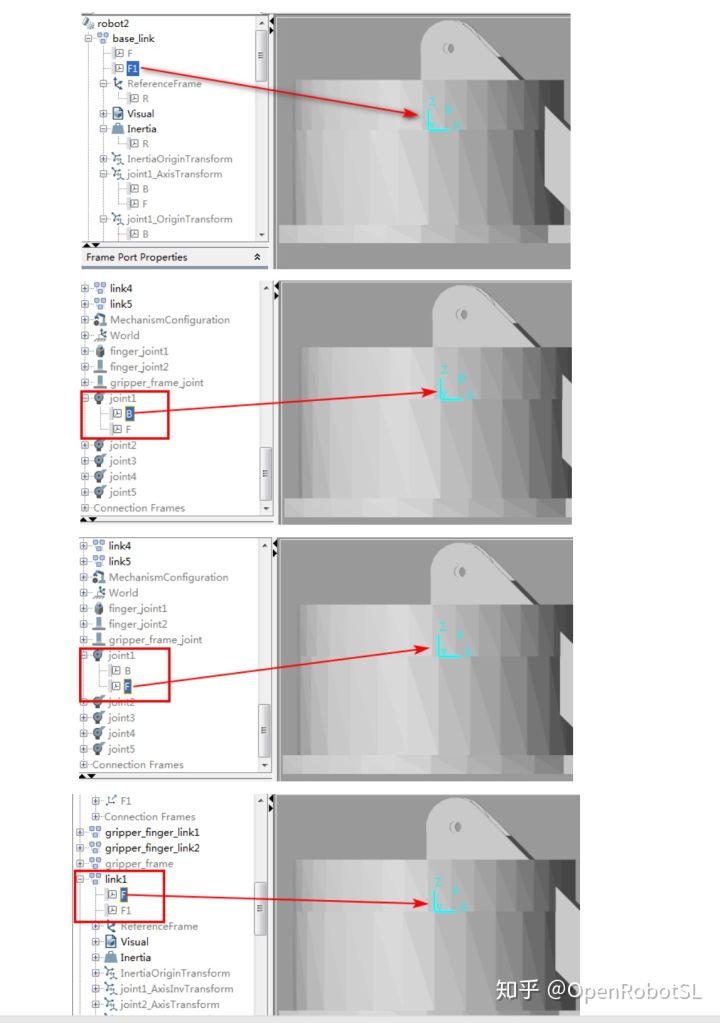 robot2
base_link
F
F1
ReferenceFrame
R
Visual
Inertia
R
InertiaOriginTransform
joint1_AxisTransform
B
F
joint1_OriginTransform
B
Frame Port Properties
Z
link4
link5
MechanismConfiguration
World
finger_joint1
finger_joint2
gripper_frame_joint
joint1
B
F
joint2
joint3
joint4
joint5
Connection Frames
Z
link4
link5
MechanismConfiguration
World
finger_joint1
finger_joint2
gripper_frame_joint
joint1
B
F
joint2
joint3
joint4
joint5
Connection Frames
Z
F1
Connection Frames
gripper_finger_link1
gripper_finger_link2
gripper_frame
link1
F
F1
ReferenceFrame
Visual
Inertia
InertiaOriginTransform
joint1_AxisInvTransform
joint2_AxisTransform
Z
知乎 @OpenRobotSL